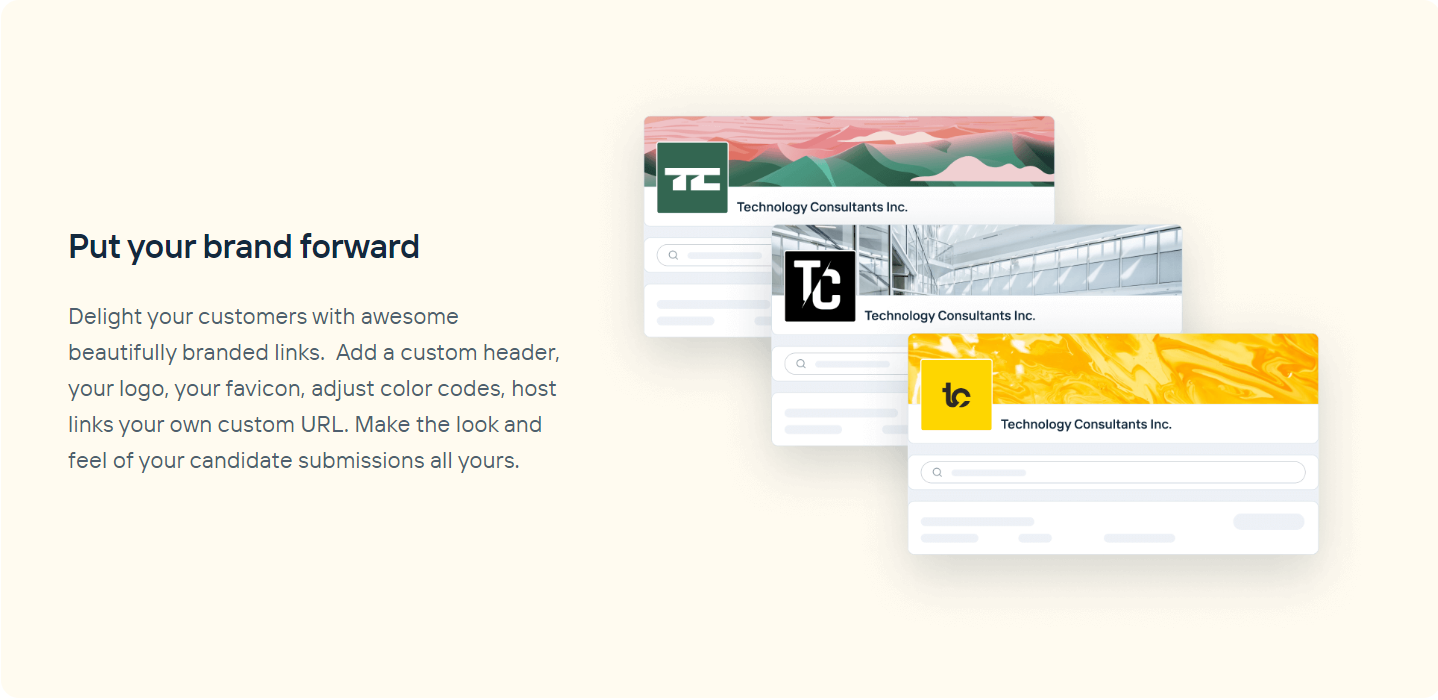 Put your brand forward
Delight your customers with awesome
beautifully branded links.  Add a custom header,
your logo, your favicon, adjust color codes, host
links your own custom URL. Make the look and
feel of your candidate submissions all yours.
TC
Technology Consultants Inc.
TC
Technology Consultants Inc.
tc
Technology Consultants Inc.